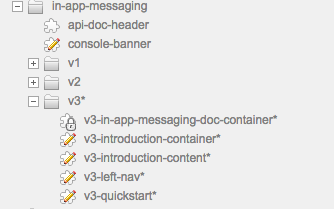 in-app-messaging
api-doc-header
console-banner
v1
v2
v3*
v3-in-app-messaging-doc-container*
v3-introduction-container*
v3-introduction-content*
v3-left-nav*
v3-quickstart*